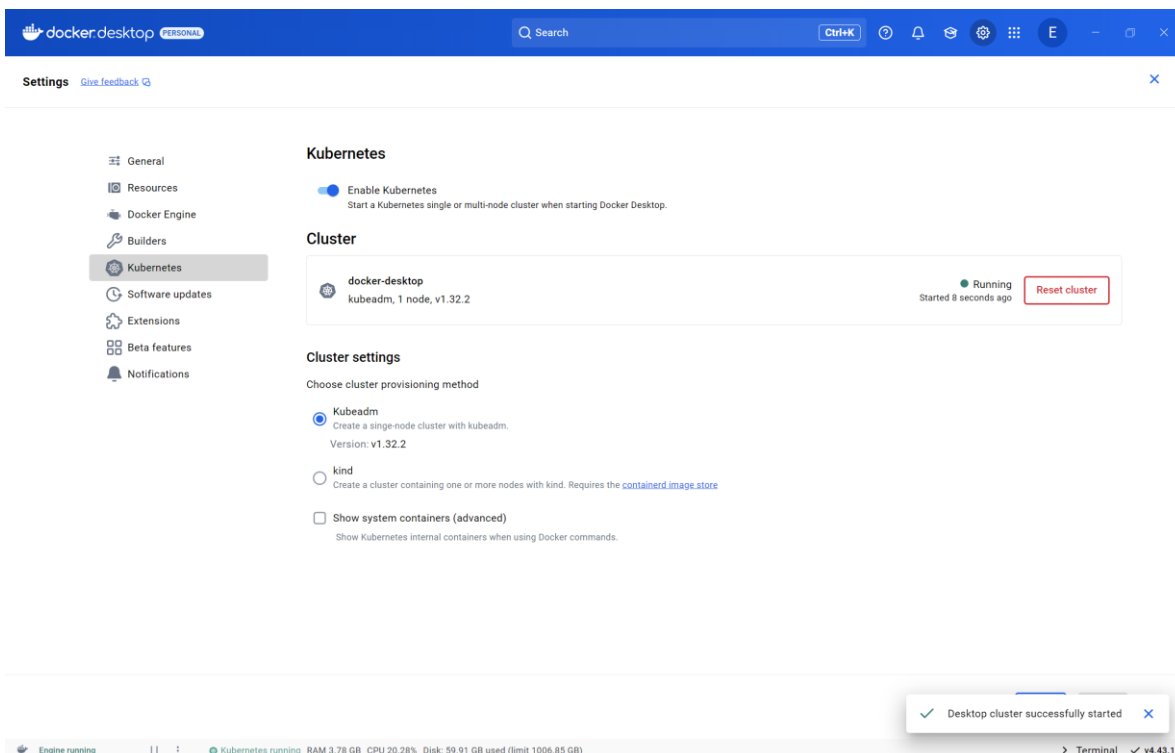 docker.desktop PERSONAL
Search
Ctrl+K
E
Settings Give feedback
General
Resources
Docker Engine
Builders
Kubernetes
Software updates
Extensions
Beta features
Notifications
Kubernetes
Enable Kubernetes
Start a Kubernetes single or multi-node cluster when starting Docker Desktop.
Cluster
docker-desktop
kubeadm, 1 node, v1.32.2
Running
Started 8 seconds ago
Reset cluster
Cluster settings
Choose cluster provisioning method
Kubeadm
Create a singe-node cluster with kubeadm.
Version: v1.32.2
kind
Create a cluster containing one or more nodes with kind. Requires the containerd image store
Show system containers (advanced)
Show Kubernetes internal containers when using Docker commands.
Desktop cluster successfully started
Engine running
Kubernetes running RAM 3.78 GB CPU 20.28% Disk: 59.91 GB used (limit 1006.85 GB)
Terminal